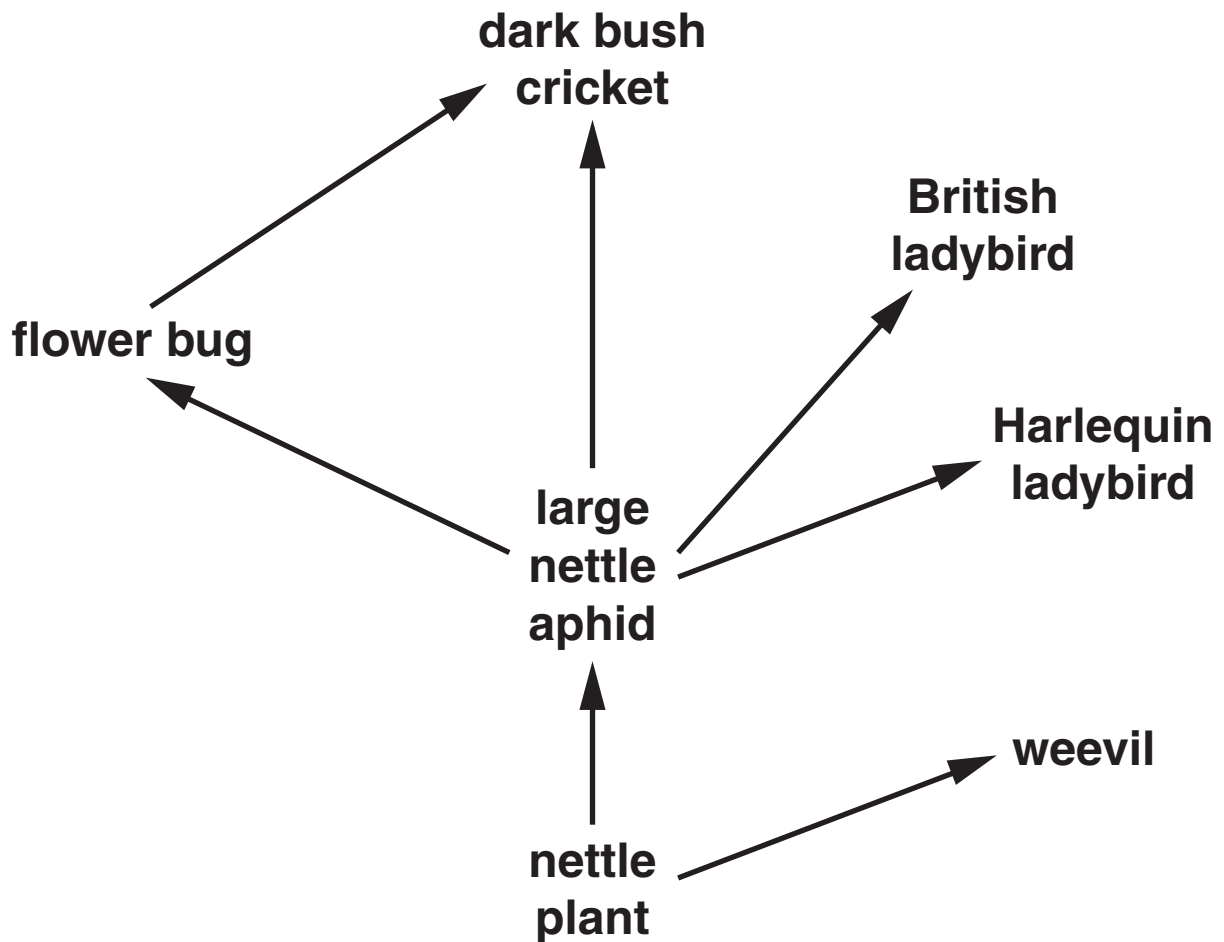 dark bush
cricket
British
ladybird
flower bug
Harlequin
ladybird
large
nettle
aphid
weevil
nettle
plant